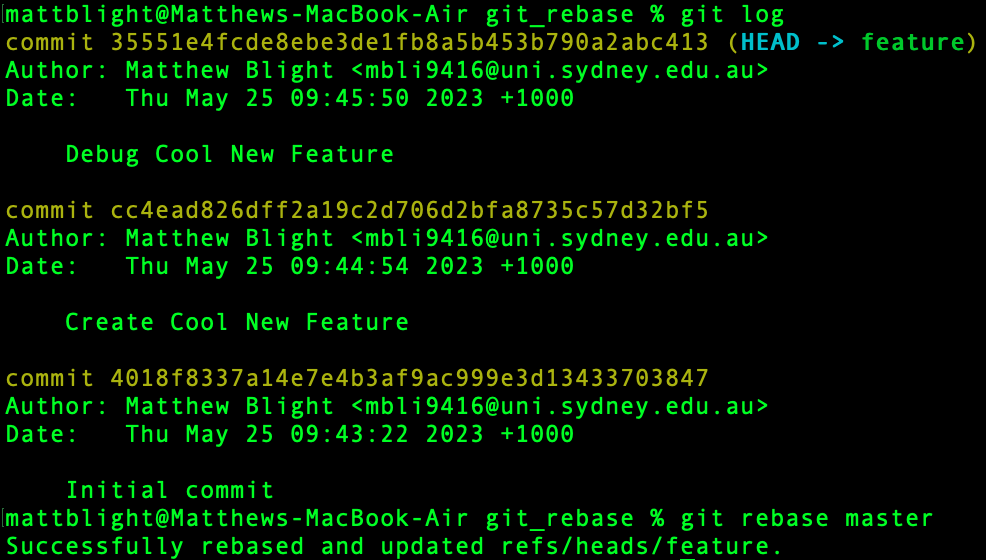 mattblight@Matthews-MacBook-Air git_rebase % git log
commit 35551e4fcde8ebe3de1fb8a5b453b790a2abc413 (HEAD -> feature)
Author: Matthew Blight <mbli9416@uni.sydney.edu.au>
Date:   Thu May 25 09:45:50 2023 +1000
    Debug Cool New Feature
commit cc4ead826dff2a19c2d706d2bfa8735c57d32bf5
Author: Matthew Blight <mbli9416@uni.sydney.edu.au>
Date:   Thu May 25 09:44:54 2023 +1000
    Create Cool New Feature
commit 4018f8337a14e7e4b3af9ac999e3d13433703847
Author: Matthew Blight <mbli9416@uni.sydney.edu.au>
Date:   Thu May 25 09:43:22 2023 +1000
    Initial commit
mattblight@Matthews-MacBook-Air git_rebase % git rebase master
Successfully rebased and updated refs/heads/feature.